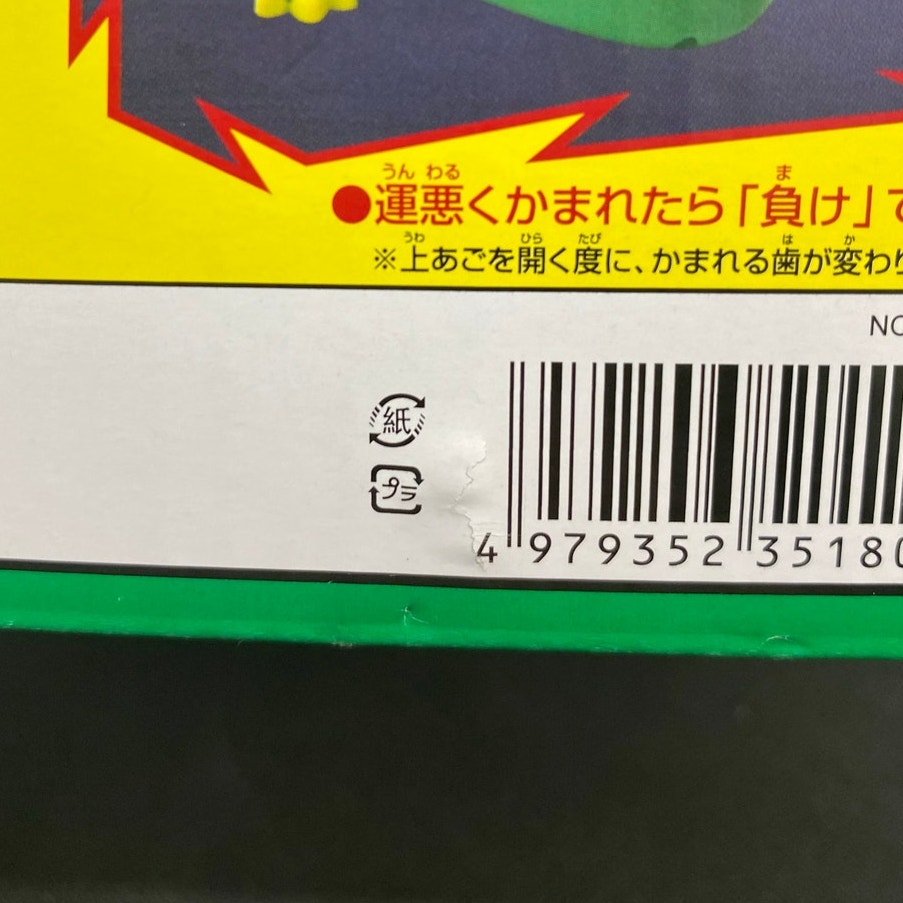 うん わる ま
●運悪くかまれたら「負け」で
うわ ひら たび は か
※上あごを開く度に、かまれる歯が変わり
NO
紙
プラ
4 979352 35180